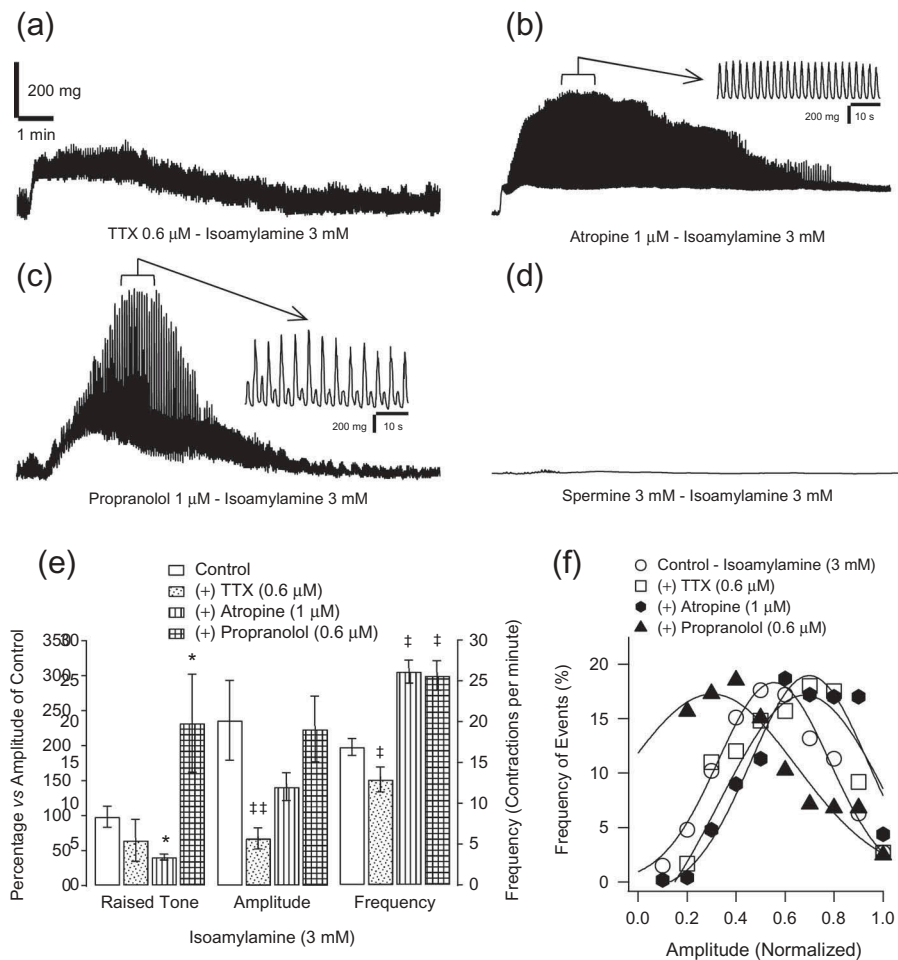 (a)
200 mg
1 min
TTX 0.6 μM - Isoamylamine 3 mM
(b)
200 mg 10 s
Atropine 1 μM - Isoamylamine 3 mM
(c)
200 mg 10 s
Propranolol 1 μM - Isoamylamine 3 mM
(d)
Spermine 3 mM - Isoamylamine 3 mM
(e)
Control
(+) TTX (0.6 μM)
(+) Atropine (1 μM)
(+) Propranolol (0.6 μM)
Percentage vs Amplitude of Control
350
300
250
200
150
100
50
0
30
20
10
0
* * ‡‡ ‡ ‡ ‡
30
25
20
15
10
5
0
Frequency (Contractions per minute)
Raised Tone Amplitude Frequency
Isoamylamine (3 mM)
(f)
Control - Isoamylamine (3 mM)
(+) TTX (0.6 μM)
(+) Atropine (1 μM)
(+) Propranolol (0.6 μM)
Frequency of Events (%)
20
15
10
5
0
0.0 0.2 0.4 0.6 0.8 1.0
Amplitude (Normalized)